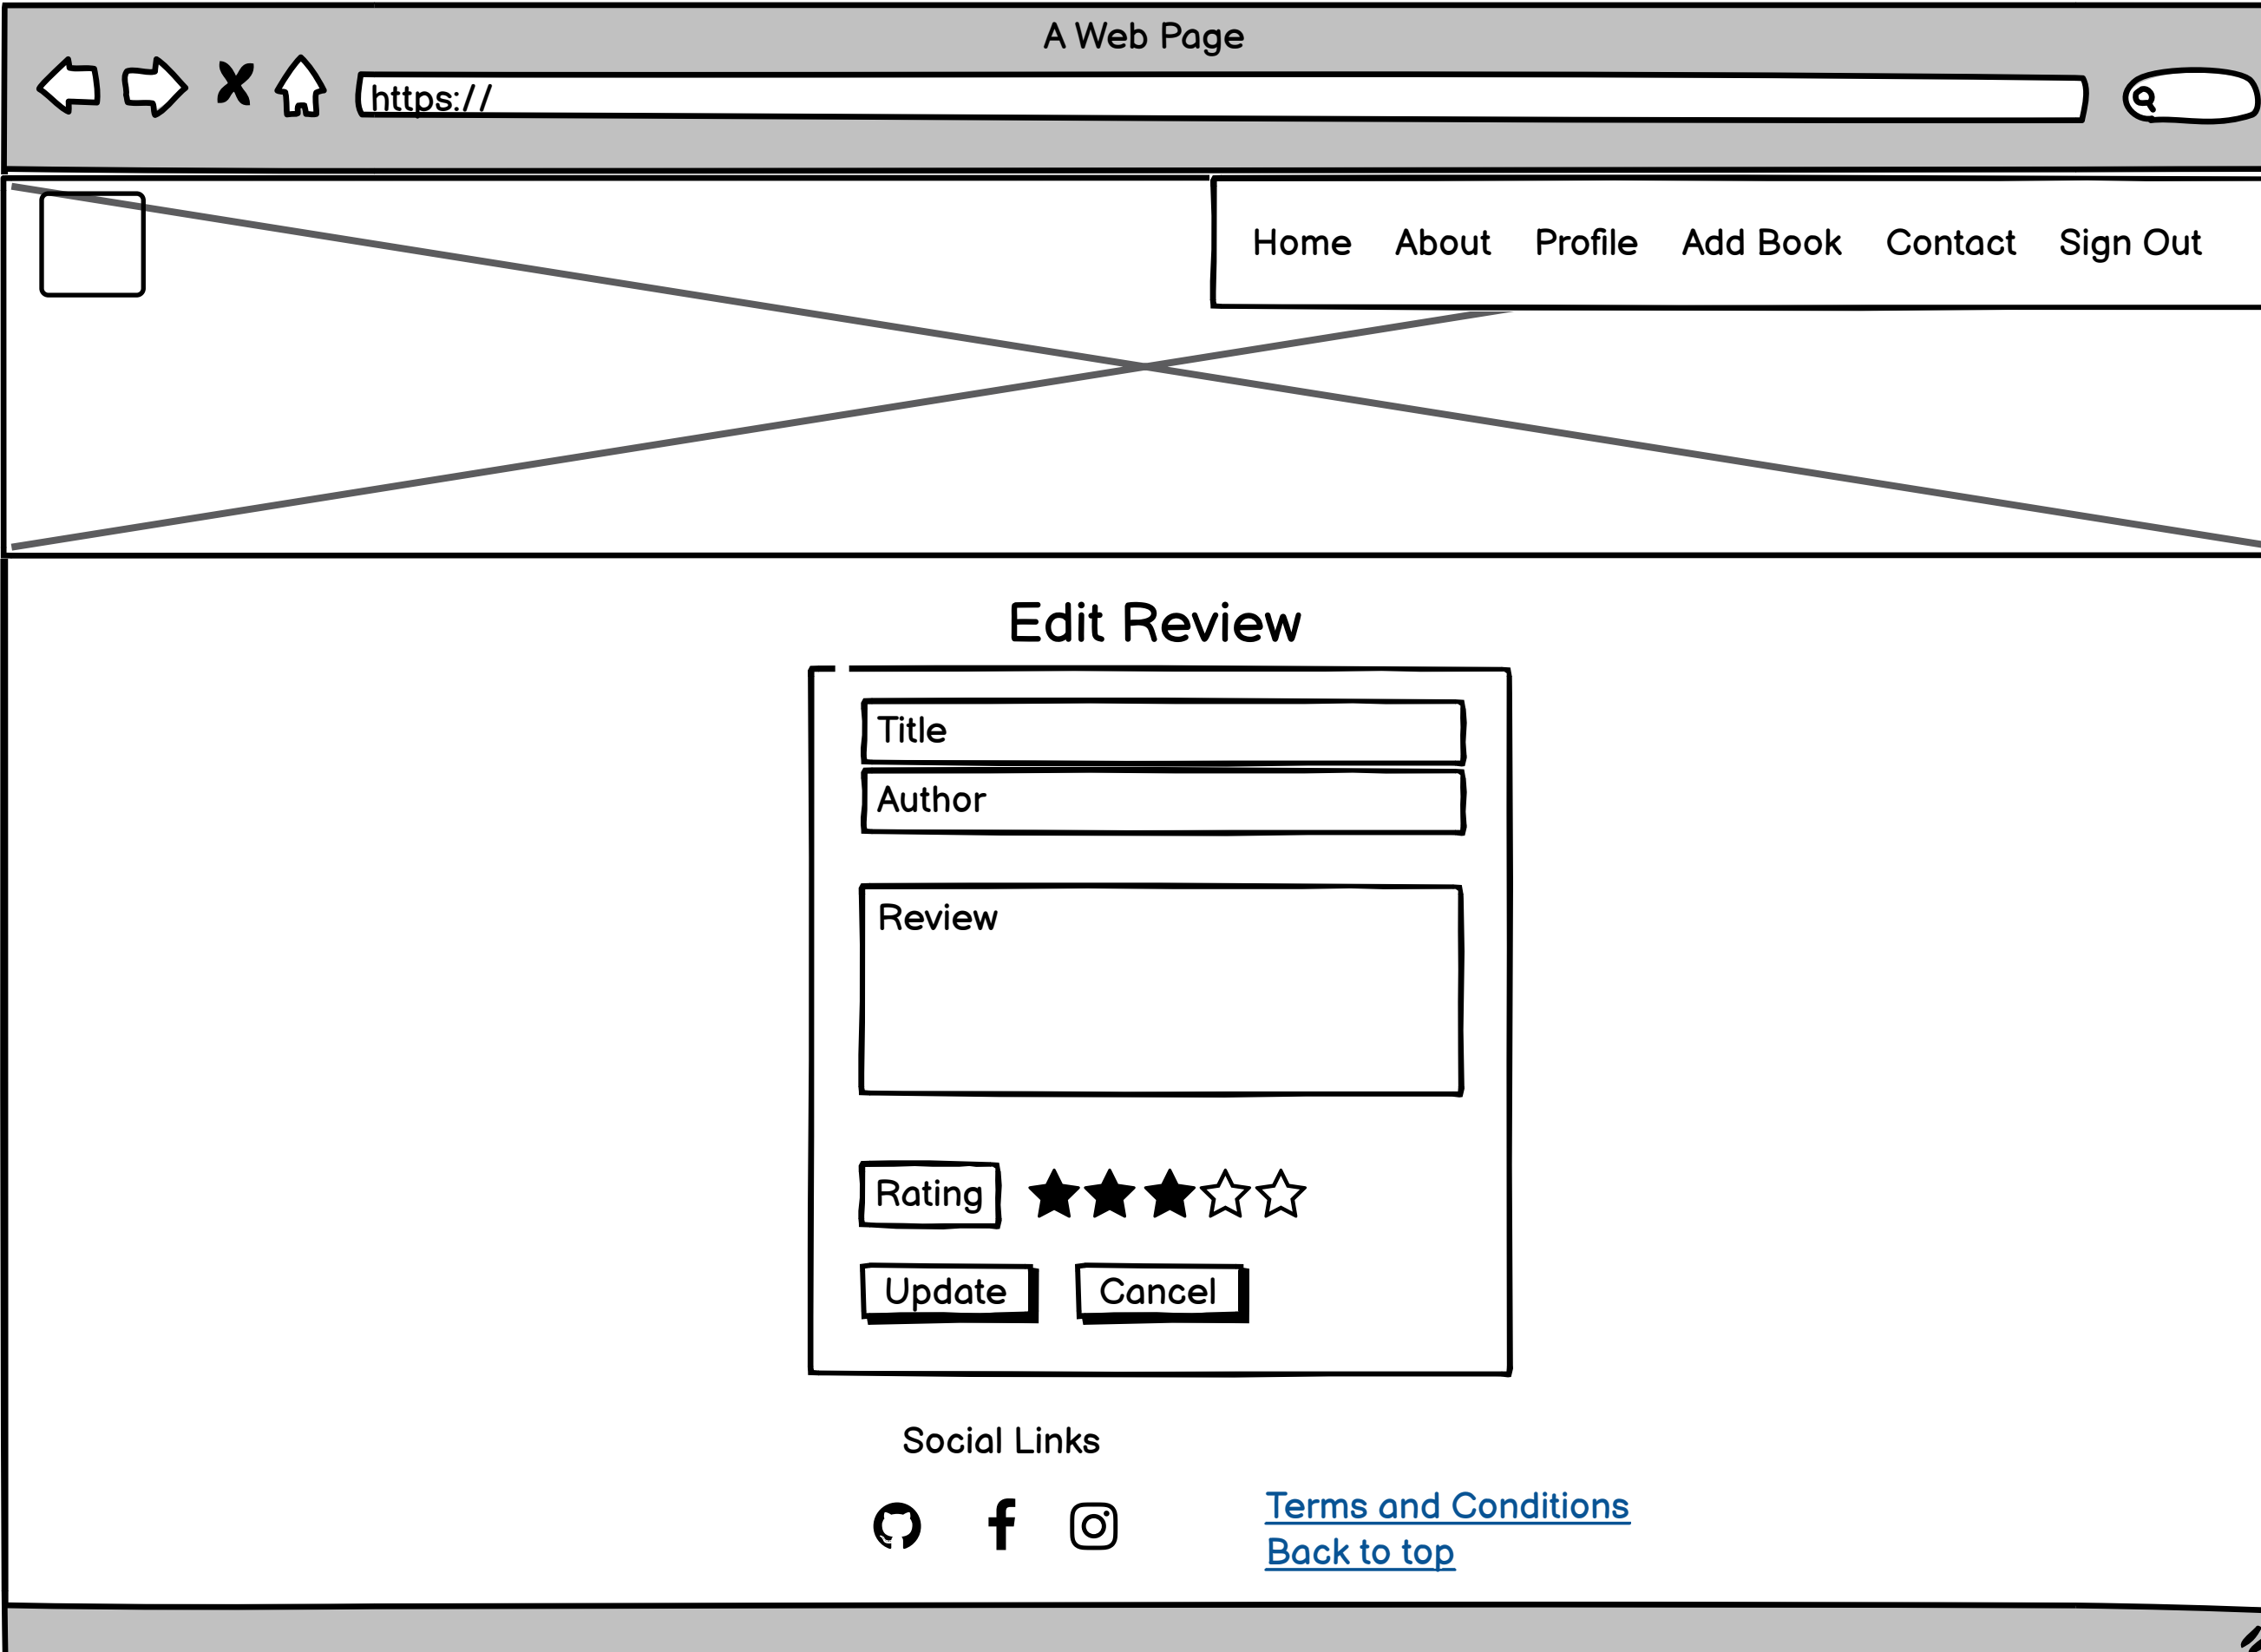 A Web Page
https://
Home About Profile Add Book Contact Sign Out
Edit Review
Title
Author
Review
Rating
Update Cancel
Social Links
Terms and Conditions
Back to top